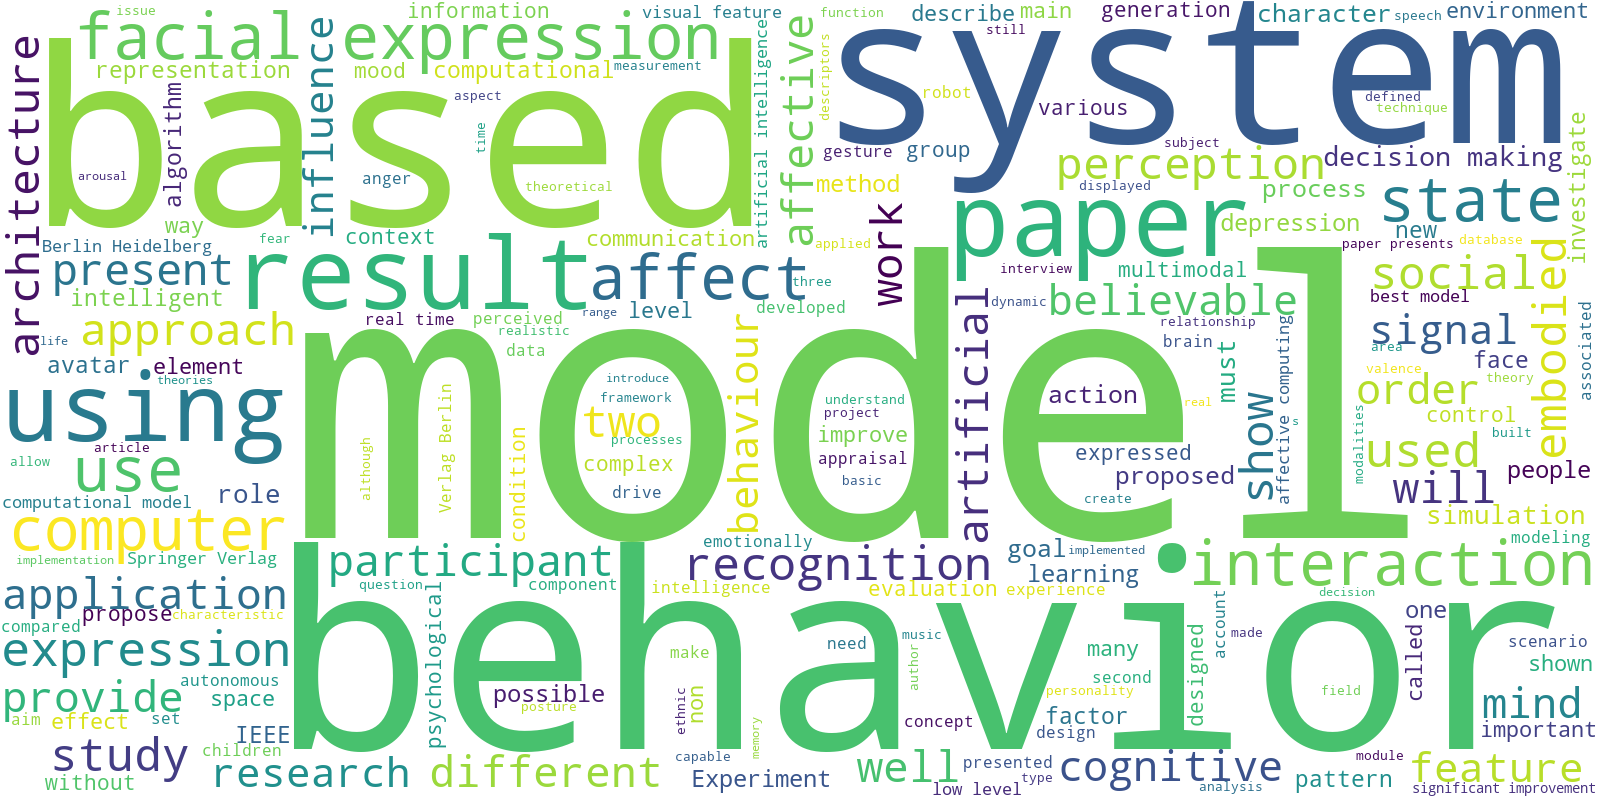 issue
facial expression
information
visual feature
function
describe main
generation
character
speech
environment
still
architecture
based
influence
representation
mood
computational
measurement
artificial intelligence
affective
descriptors
system
robot
various
defined
technique
algorithm
aspect
time
arousal
anger
theoretical
gesture
group
subject
perception
decision making
investigate
method
displayed
process
state
way
Berlin Heidelberg
fear
context
communication
applied
work
paper
depression
new
paper presents
database
embodied
present
result
affect
three
interview
multimodal
social
intelligent
range
level
developed
dynamic
believable
best model
approach
real time
perceived
realistic
data
behaviour
artificial
relationship
brain
must
affective computing
signal
area
face
associated
life
avatar
element
theories
model
introduce
framework
two
processes
complex
drive
understand
project
improve
appraisal
basic
action
real
show
s
valence
theory
order
control
modalities
built
using
article
allow
use
although
Verlag Berlin
condition
expressed
proposed
create
used
people
will
computational model
role
computer
simulation
implementation
Springer Verlag
participant
emotionally
recognition
goal
implemented
learning
interaction
modeling
application
propose
characteristic
question
component
intelligence
evaluation
experience
decision
compared
expression
psychological
behavior
need
music
many
designed
account
made
one
called
scenario
shown
provide
autonomous
space
possible
posture
make
ethnic
non
memory
author
second
personality
field
mind
aim
effect
set
IEEE
concept
factor
design
important
study
children
without
research
different
capable
Experiment
well
presented
low level
type
cognitive
analysis
pattern
module
feature
significant improvement